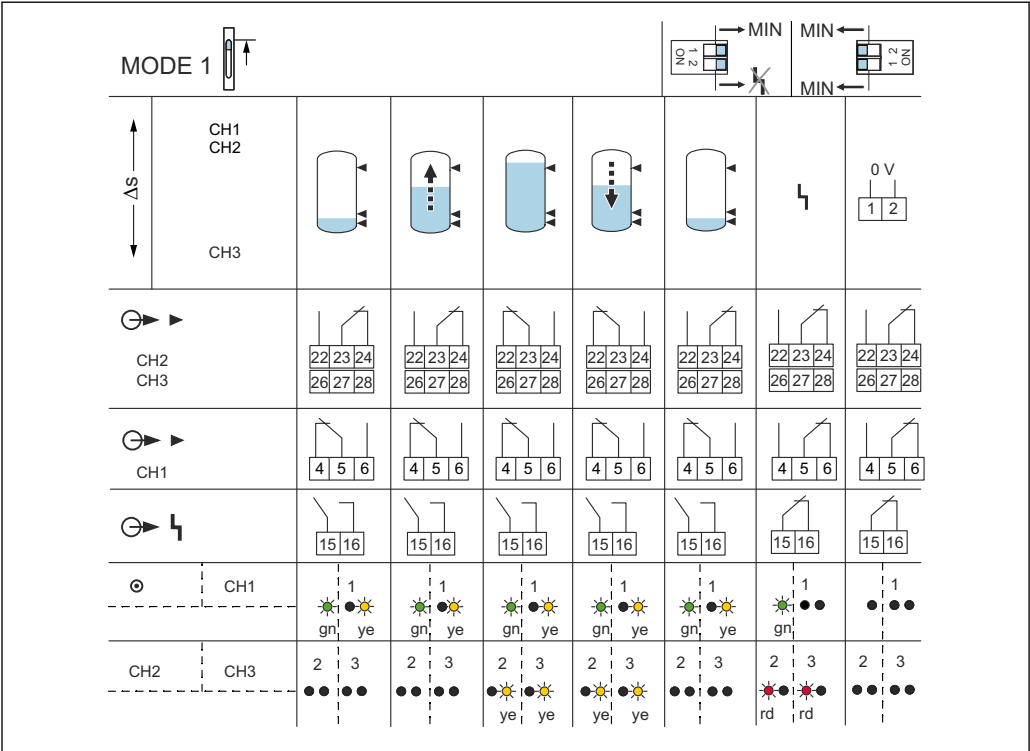 MODE 1
1 2
ON
MIN
MIN
MIN
1 2
ON
Δs
CH1
CH2
CH3
0 V
1 2
CH2
CH3
22 23 24 22 23 24 22 23 24 22 23 24 22 23 24 22 23 24 22 23 24
26 27 28 26 27 28 26 27 28 26 27 28 26 27 28 26 27 28 26 27 28
CH1
4 5 6 4 5 6 4 5 6 4 5 6 4 5 6 4 5 6 4 5 6
15 16 15 16 15 16 15 16 15 16 15 16 15 16
CH1 1 1 1 1 1 1 1
gn ye gn ye gn ye gn ye gn ye gn
CH2 CH3 2 3 2 3 2 3 2 3 2 3 2 3 2 3
ye ye ye ye rd rd